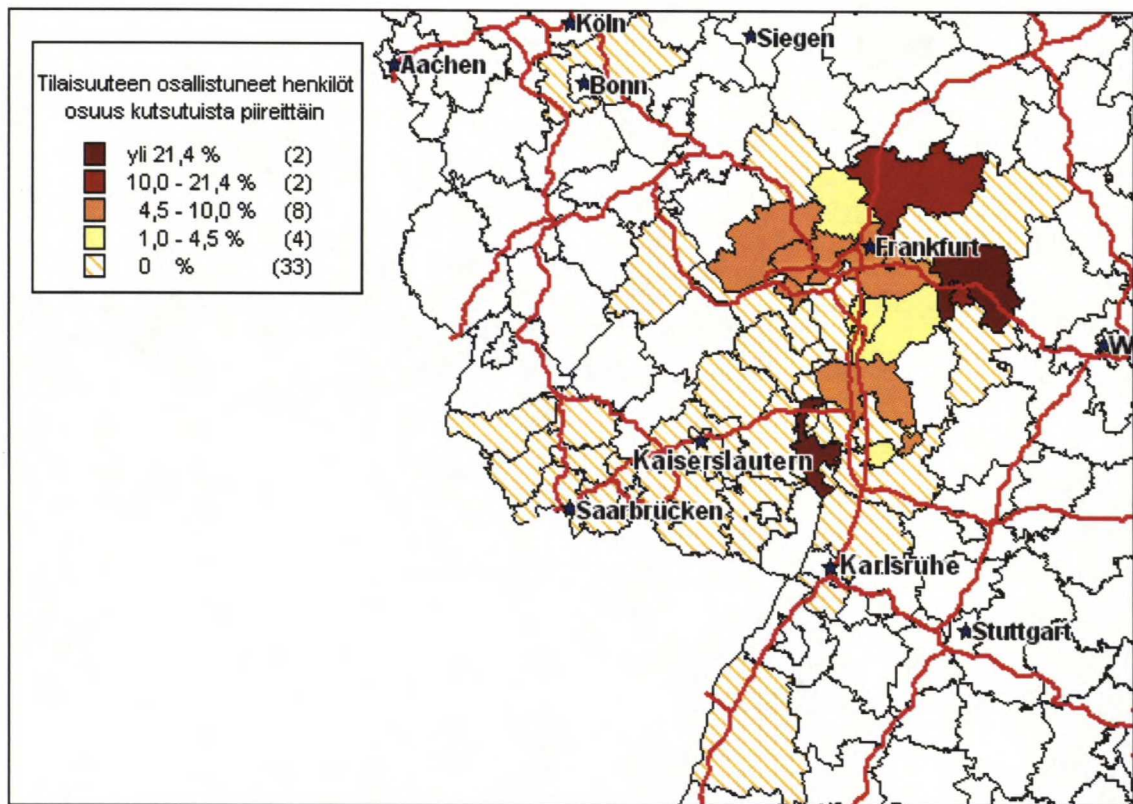 Tilaisuuteen osallistuneet henkilöt
osuus kutsutuista piireittäin
yli 21,4 % (2)
10,0 - 21,4 % (2)
4,5 - 10,0 % (8)
1,0 - 4,5 % (4)
0 % (33)
Köln
Siegen
Aachen
Bonn
Frankfurt
W
Kaiserslautern
Saarbrücken
Karlsruhe
Stuttgart